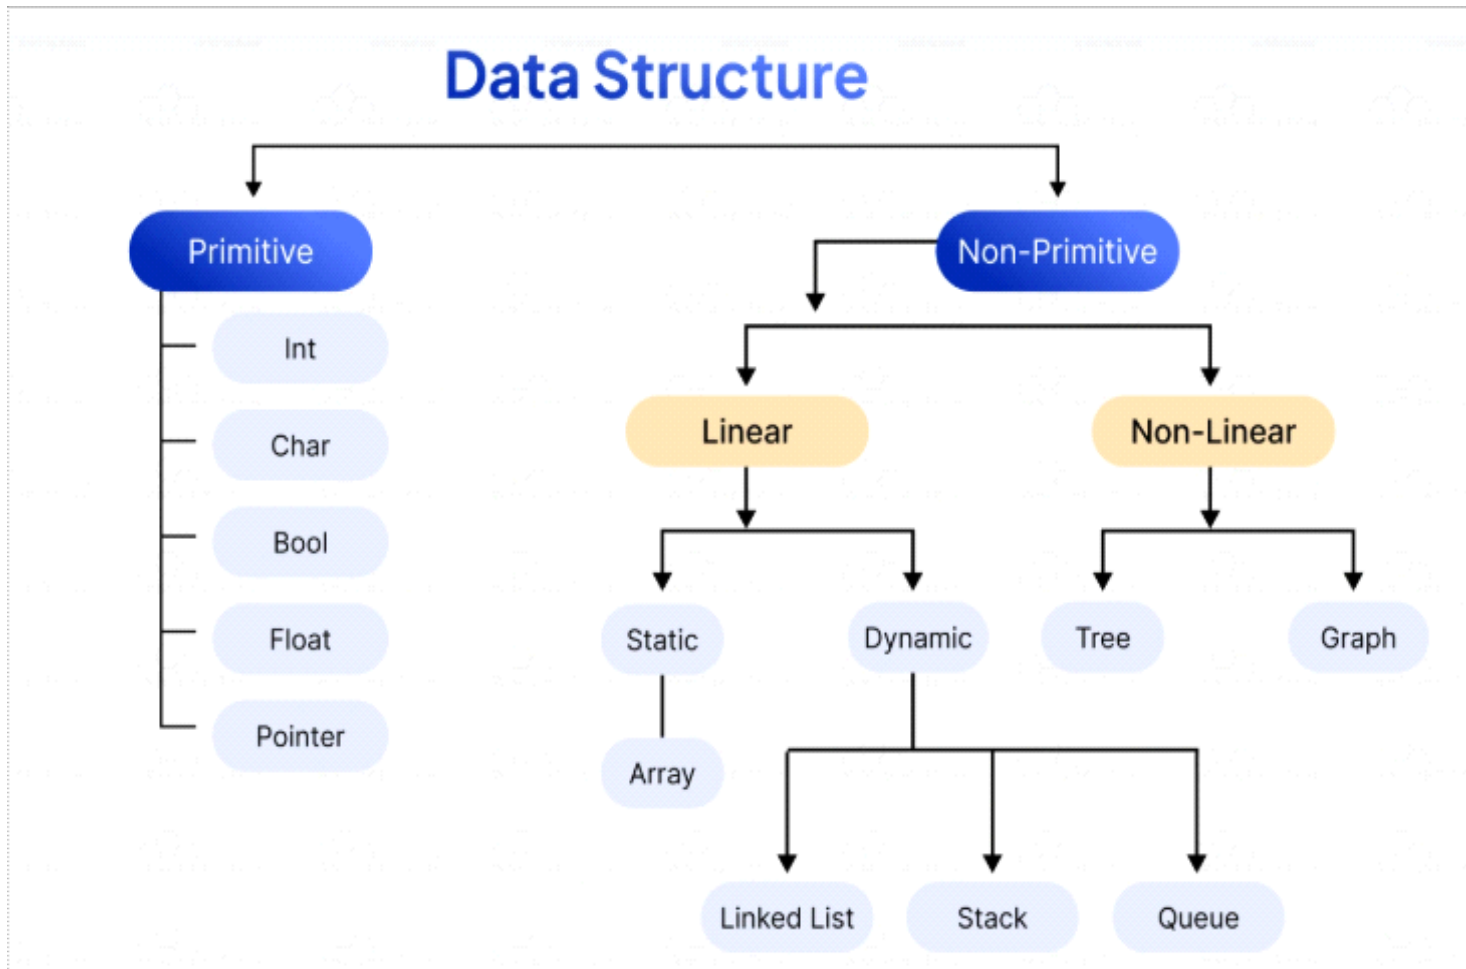 Data Structure
Primitive
Non-Primitive
Int
Char
Bool
Float
Pointer
Linear
Non-Linear
Static
Dynamic
Tree
Graph
Array
Linked List
Stack
Queue